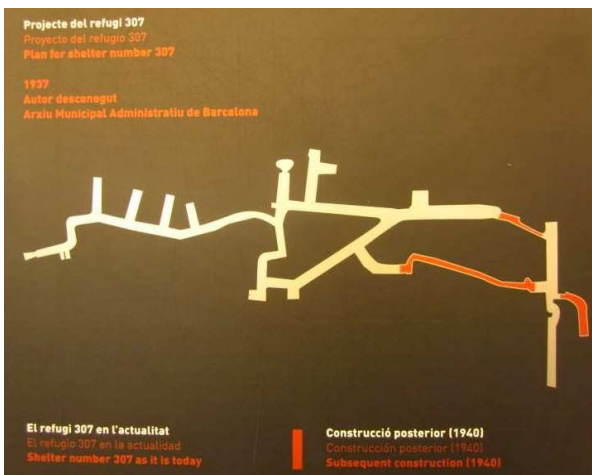 Projecte del refugi 307
Proyecto del refugio 307
Plan for shelter number 307
1937
Autor desconegut
Arxiu Municipal Administratiu de Barcelona
El refugi 307 en l'actualitat
El refugio 307 en la actualidad
Shelter number 307 as it is today
Construcció posterior (1940)
Construcción posterior (1940)
Subsequent construction (1940)